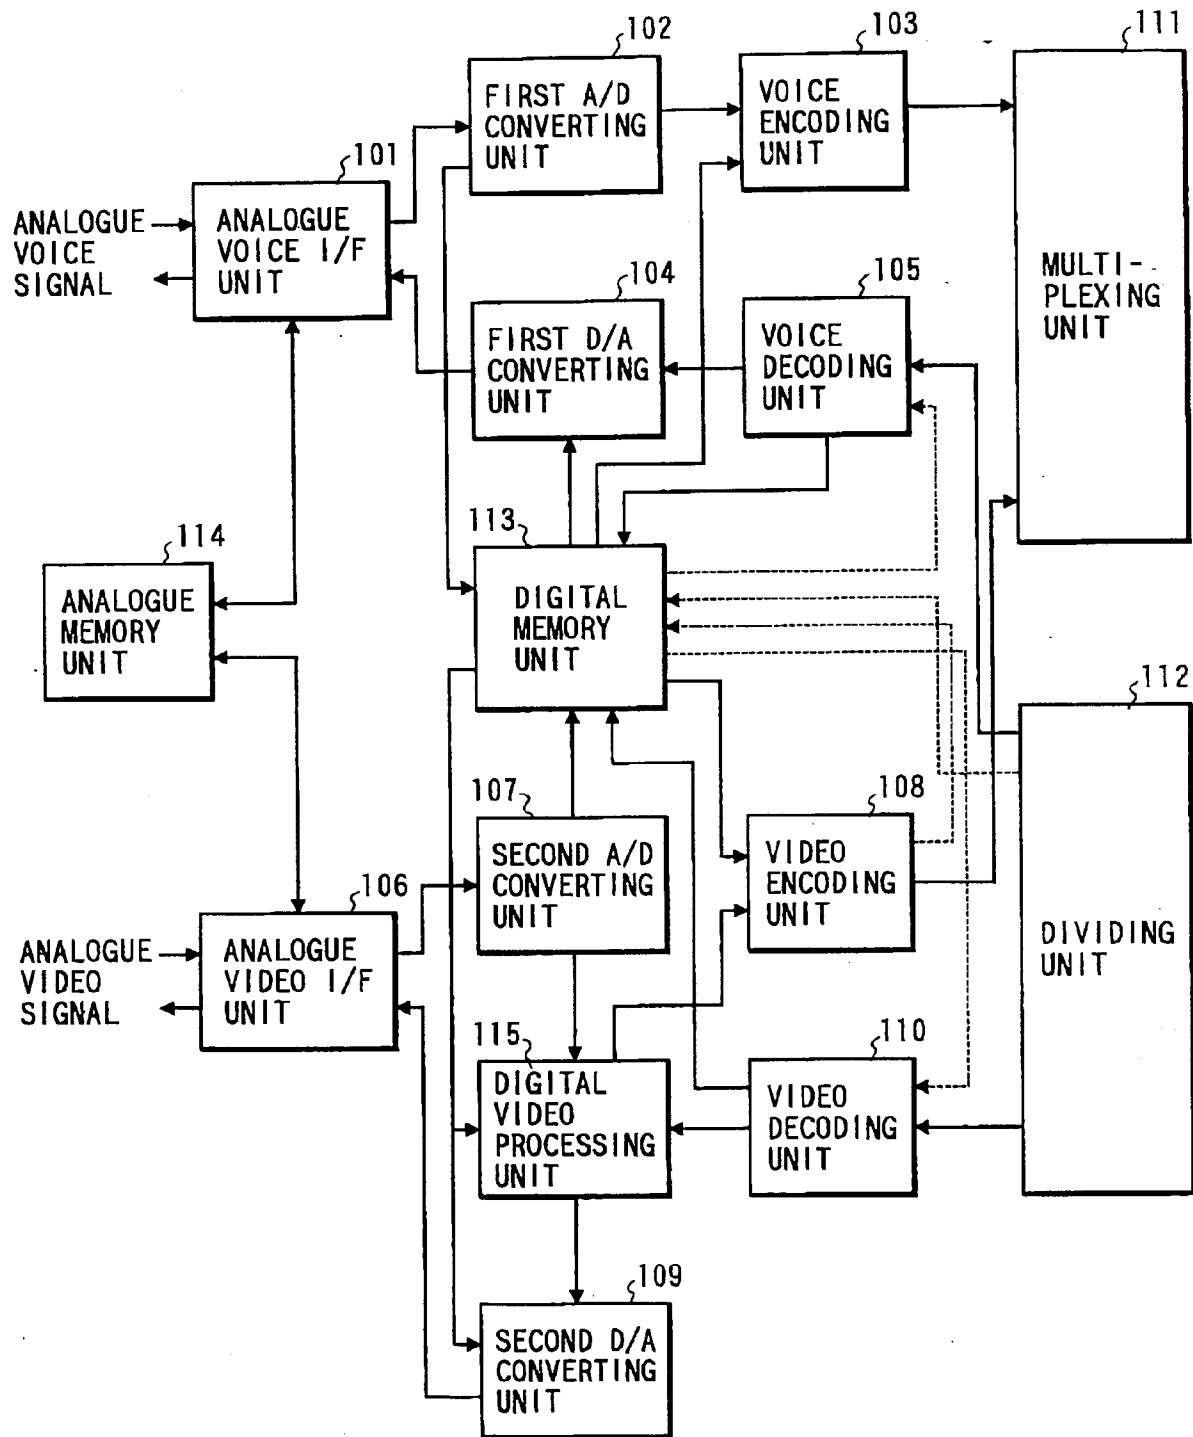 102
FIRST A/D
CONVERTING
UNIT
103
VOICE
ENCODING
UNIT
111
MULTI-
PLEXING
UNIT
101
ANALOGUE
VOICE I/F
UNIT
ANALOGUE
VOICE
SIGNAL
104
FIRST D/A
CONVERTING
UNIT
105
VOICE
DECODING
UNIT
114
ANALOGUE
MEMORY
UNIT
113
DIGITAL
MEMORY
UNIT
112
DIVIDING
UNIT
107
SECOND A/D
CONVERTING
UNIT
108
VIDEO
ENCODING
UNIT
106
ANALOGUE
VIDEO I/F
UNIT
ANALOGUE
VIDEO
SIGNAL
115
DIGITAL
VIDEO
PROCESSING
UNIT
110
VIDEO
DECODING
UNIT
109
SECOND D/A
CONVERTING
UNIT